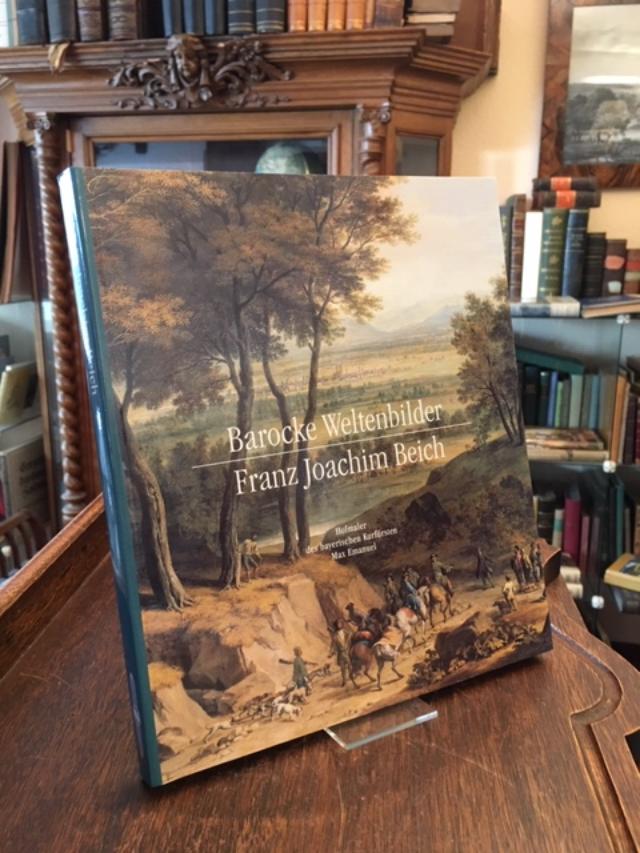 Barocke Weltenbilder
Franz Joachim Beich
Hofmaler
des bayerischen Kurfürsten
Max Emanuel